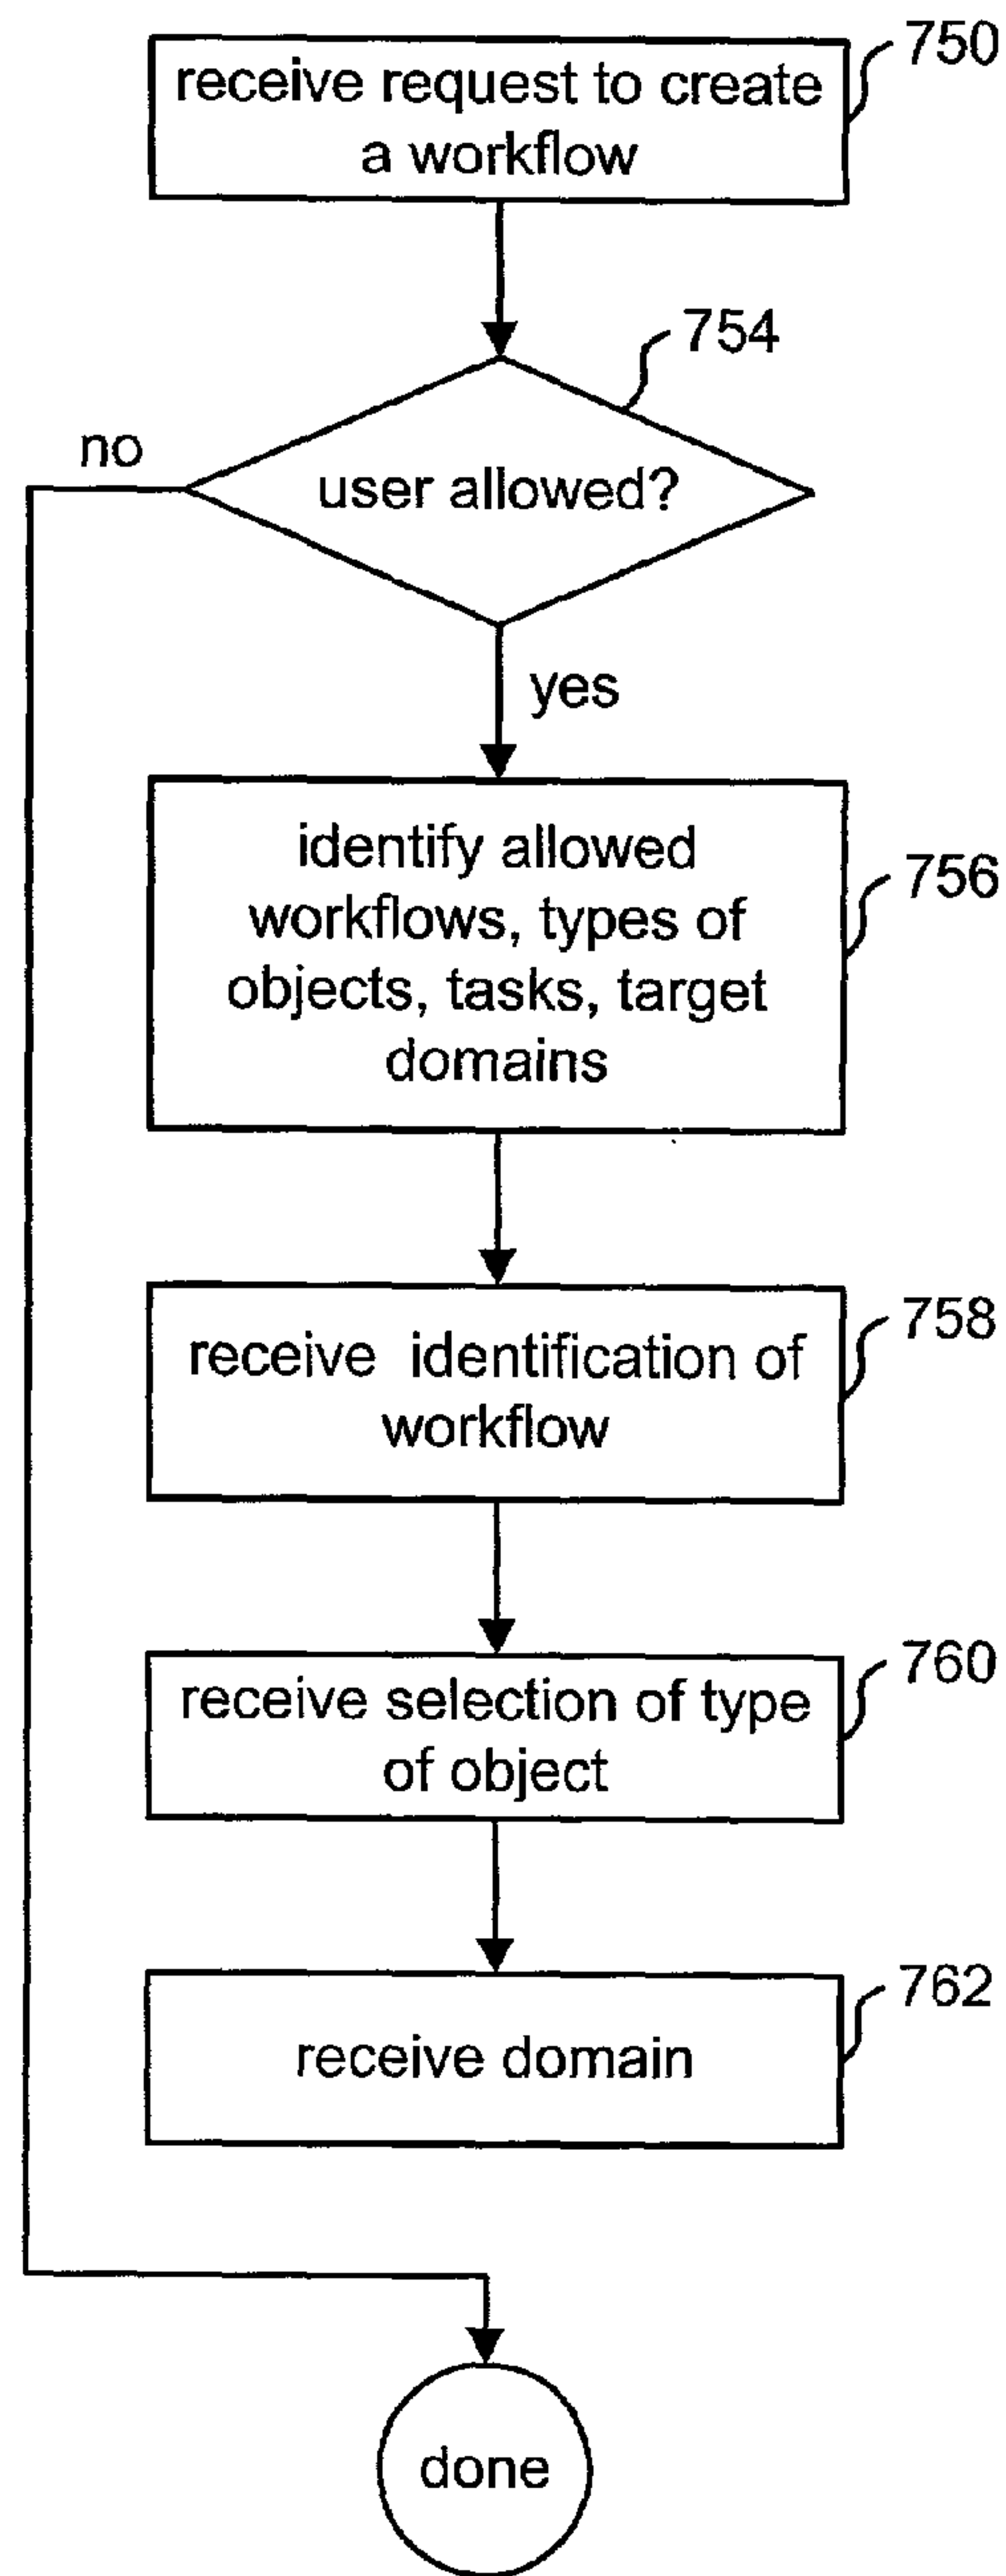 750
receive request to create
a workflow
754
no
user allowed?
yes
identify allowed
workflows, types of
objects, tasks, target
domains
756
receive identification of
workflow
758
receive selection of type
of object
760
receive domain
762
done